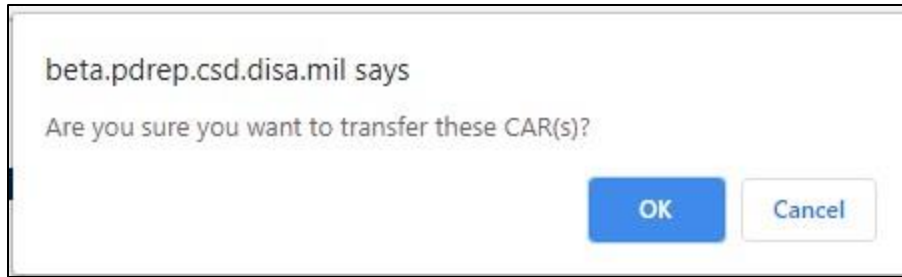 beta.pdrep.csd.disa.mil says
Are you sure you want to transfer these CAR(s)?
OK Cancel